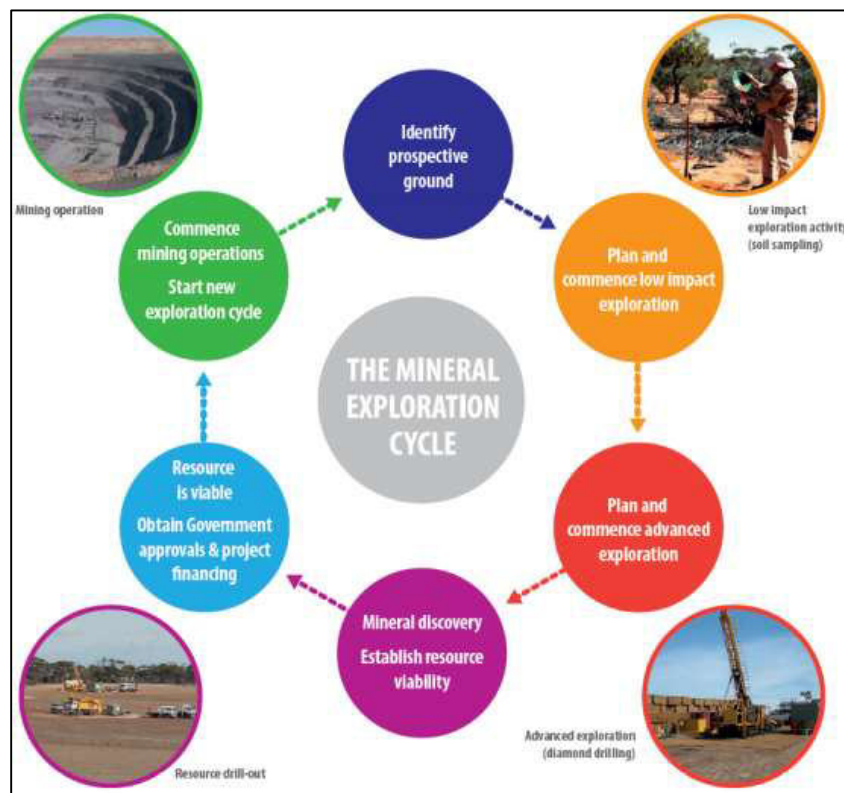 Identify
prospective
ground
Plan and
commence low impact
exploration
Low impact
exploration activity
(soil sampling)
Plan and
commence advanced
exploration
Advanced exploration
(diamond drilling)
Mineral discovery
Establish resource
viability
Resource drill-out
Resource
is viable
Obtain Government
approvals & project
financing
Commence
mining operations
Start new
exploration cycle
Mining operation
THE MINERAL
EXPLORATION
CYCLE